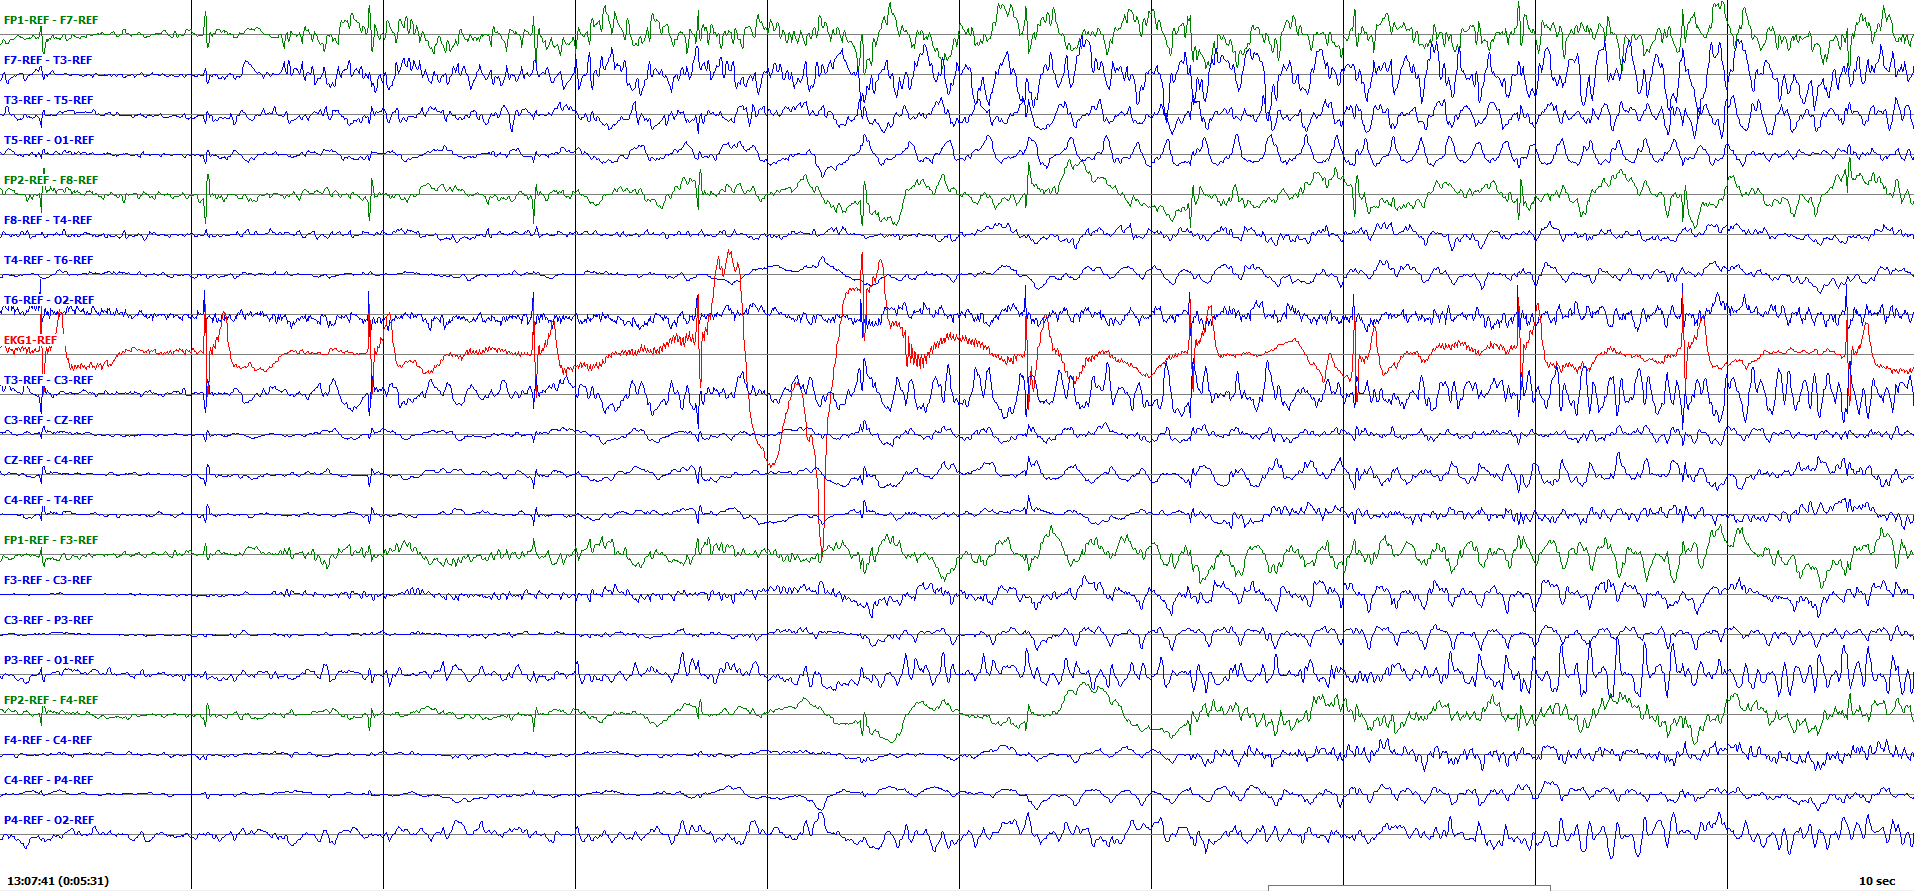 FP1-REF - F7-REF
F7-REF - T3-REF
T3-REF - T5-REF
T5-REF - O1-REF
FP2-REF - F8-REF
F8-REF - T4-REF
T4-REF - T6-REF
T6-REF - O2-REF
EKG1-REF
T3-REF - C3-REF
C3-REF - CZ-REF
CZ-REF - C4-REF
C4-REF - T4-REF
FP1-REF - F3-REF
F3-REF - C3-REF
C3-REF - P3-REF
P3-REF - O1-REF
FP2-REF - F4-REF
F4-REF - C4-REF
C4-REF - P4-REF
P4-REF - O2-REF
13:07:41 (0:05:31)
10 sec